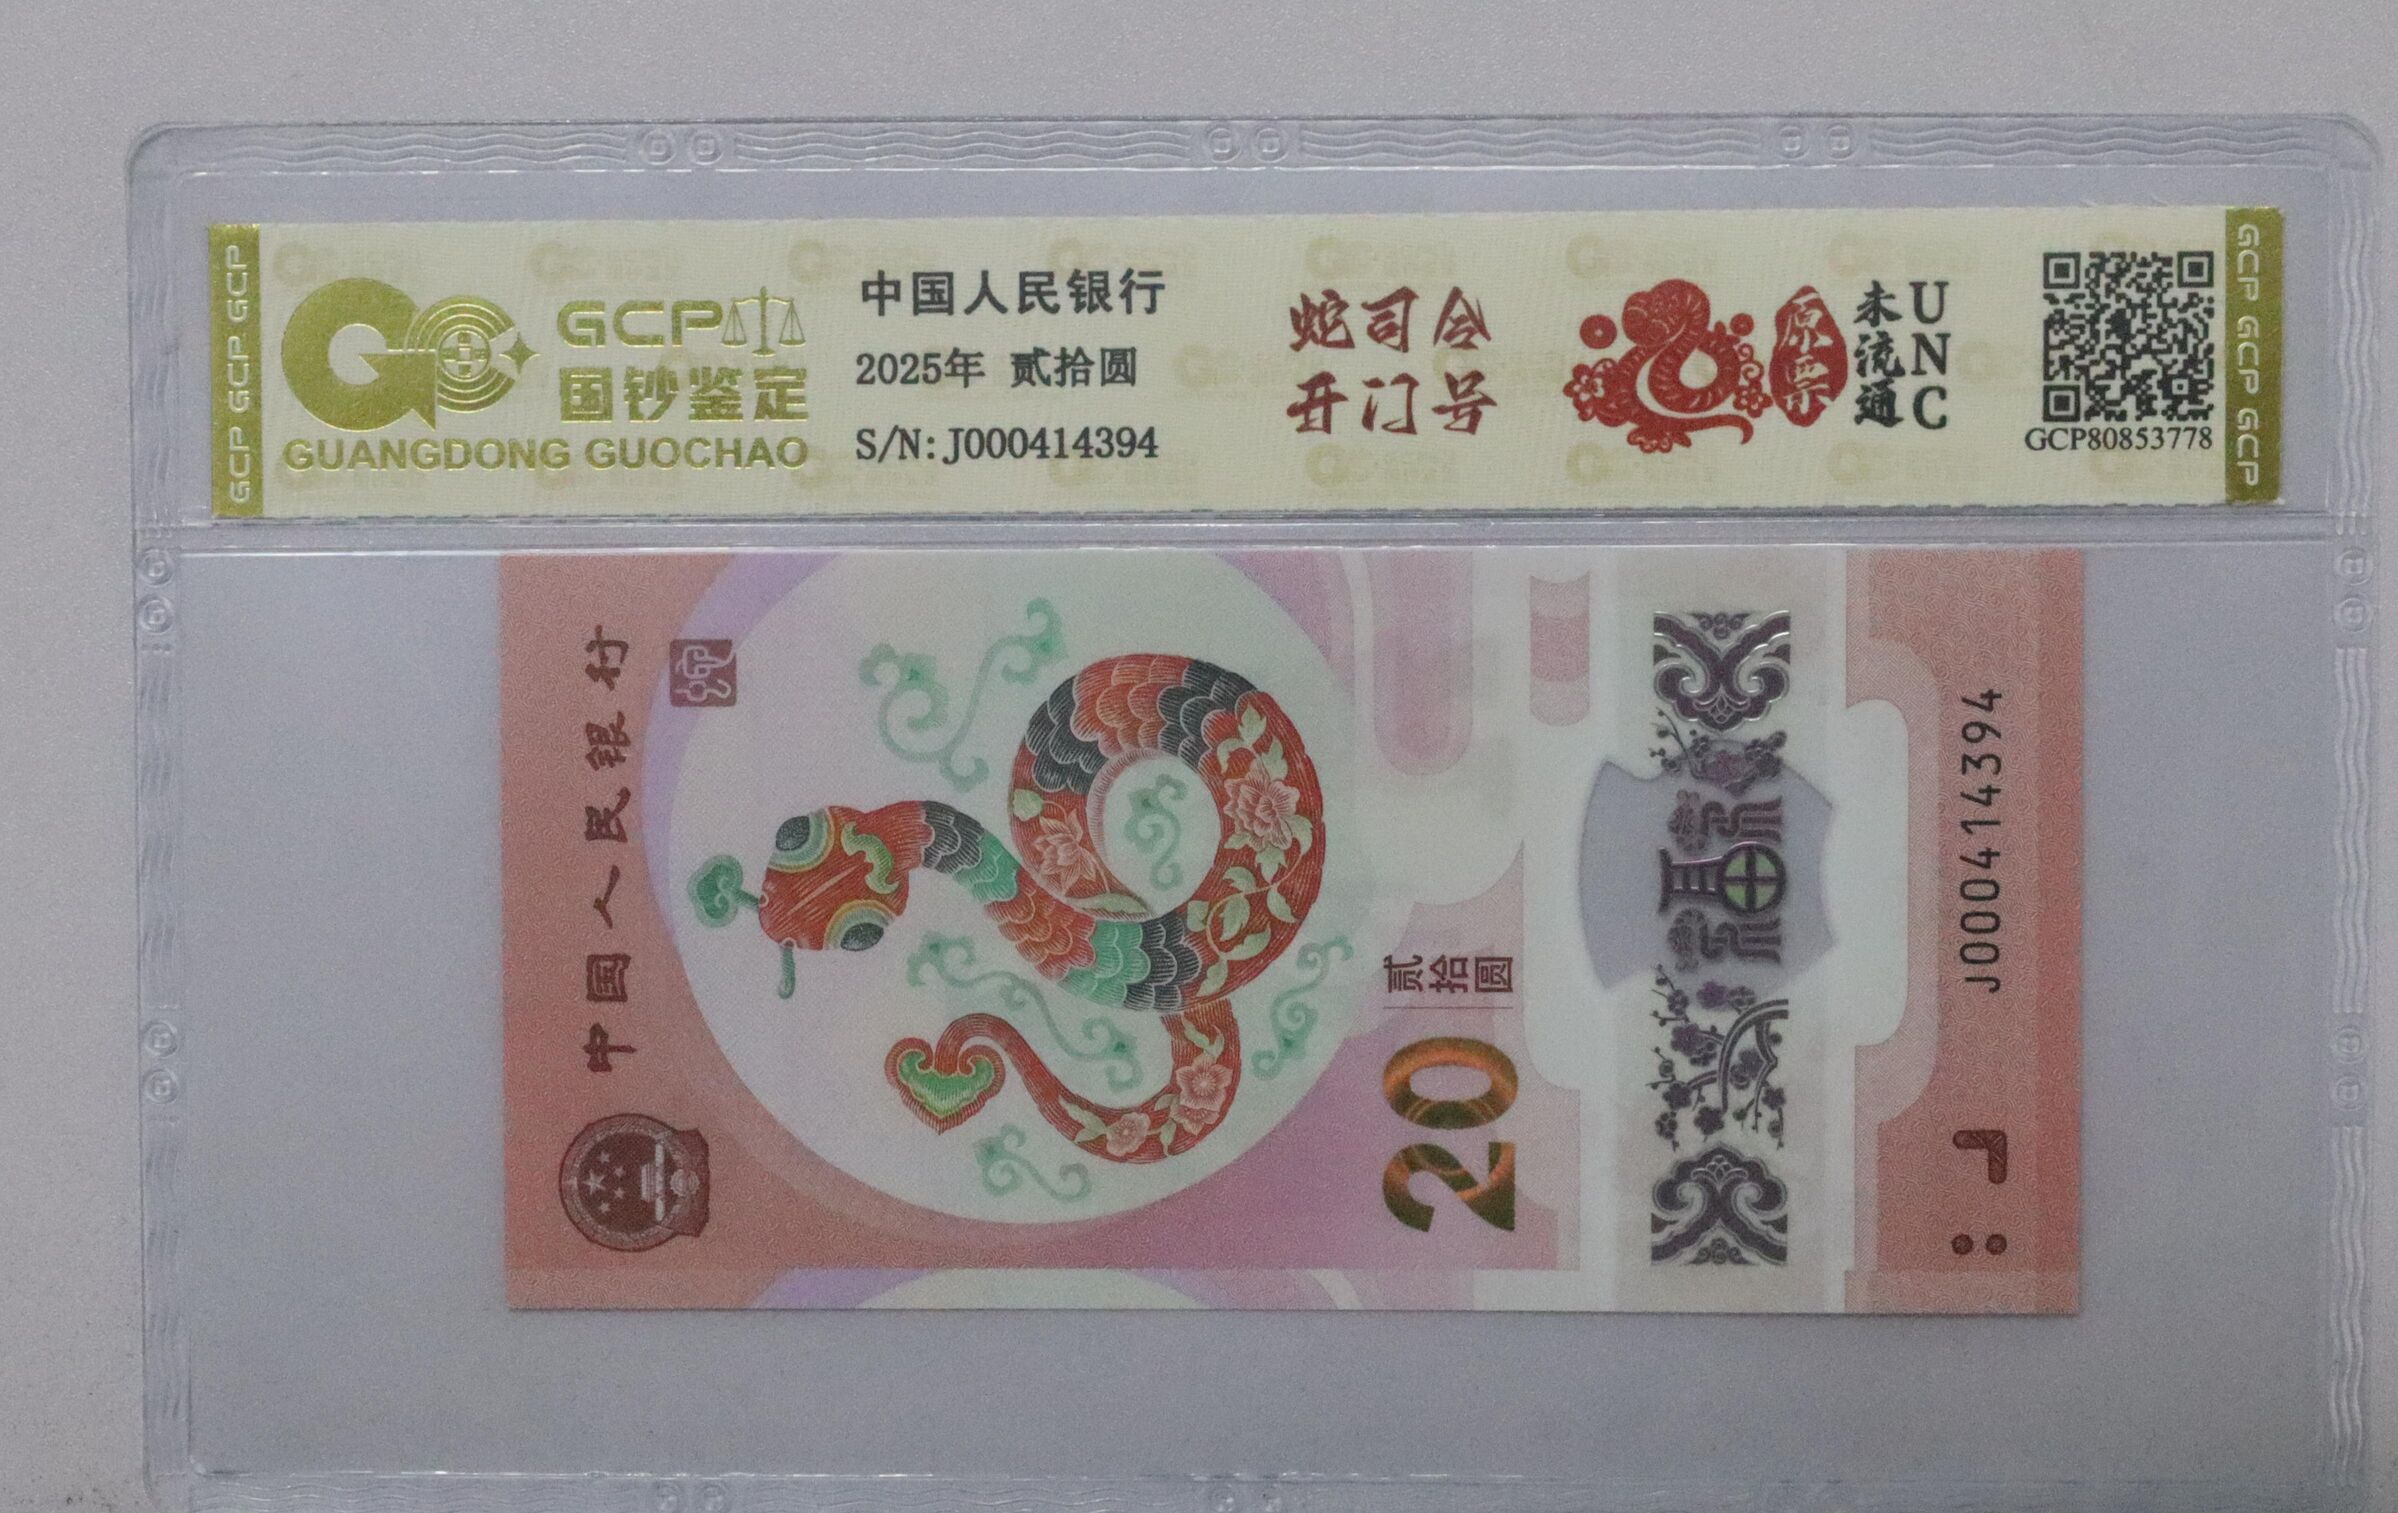 GCP GCP GCP
GCP
国钞鉴定
GUANGDONG GUOCHAO
中国人民银行
2025年 贰拾圆
S/N: J000414394
蛇司令
开门号
原票
未流通
UNC
GCP80853778
GCP GCP GCP
中国人民银行
蛇
20
贰拾圆
福
J000414394